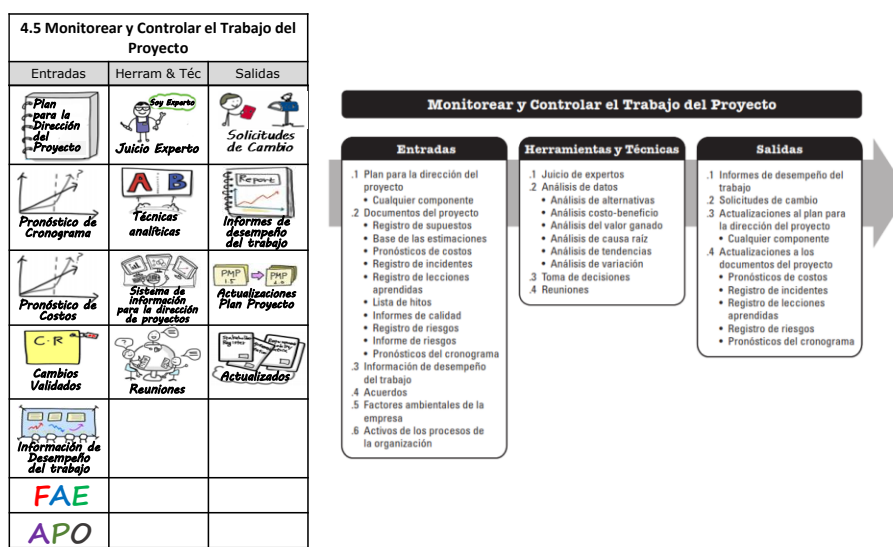 4.5 Monitorear y Controlar el Trabajo del
Proyecto
Entradas
Herram & Téc
Salidas
Plan
para la
Dirección
del
Proyecto
Soy Experto
Juicio Experto
Solicitudes
de Cambio
?
Pronóstico de
Cronograma
A B
Técnicas
analíticas
Report
Informes de
desempeño
del trabajo
?
Pronóstico de
Costos
Sistema de
información
para la dirección
de proyectos
PMP
1.5
PMP
Actualizaciones
Plan Proyecto
C.R
Cambios
Validados
?
Reuniones
Register
Actualizados
Información de
Desempeño
del trabajo
FAE
APO
Monitorear y Controlar el Trabajo del Proyecto
Entradas
.1 Plan para la dirección del
proyecto
• Cualquier componente
.2 Documentos del proyecto
• Registro de supuestos
• Base de las estimaciones
• Pronósticos de costos
• Registro de incidentes
• Registro de lecciones
aprendidas
• Lista de hitos
• Informes de calidad
• Registro de riesgos
• Informe de riesgos
• Pronósticos del cronograma
.3 Información de desempeño
del trabajo
.4 Acuerdos
.5 Factores ambientales de la
empresa
.6 Activos de los procesos de
la organización
Herramientas y Técnicas
.1 Juicio de expertos
.2 Análisis de datos
• Análisis de alternativas
• Análisis costo-beneficio
• Análisis del valor ganado
• Análisis de causa raíz
• Análisis de tendencias
• Análisis de variación
.3 Toma de decisiones
.4 Reuniones
Salidas
.1 Informes de desempeño del
trabajo
.2 Solicitudes de cambio
.3 Actualizaciones al plan para
la dirección del proyecto
• Cualquier componente
.4 Actualizaciones a los
documentos del proyecto
• Pronósticos de costos
• Registro de incidentes
• Registro de lecciones
aprendidas
• Registro de riesgos
• Pronósticos del cronograma